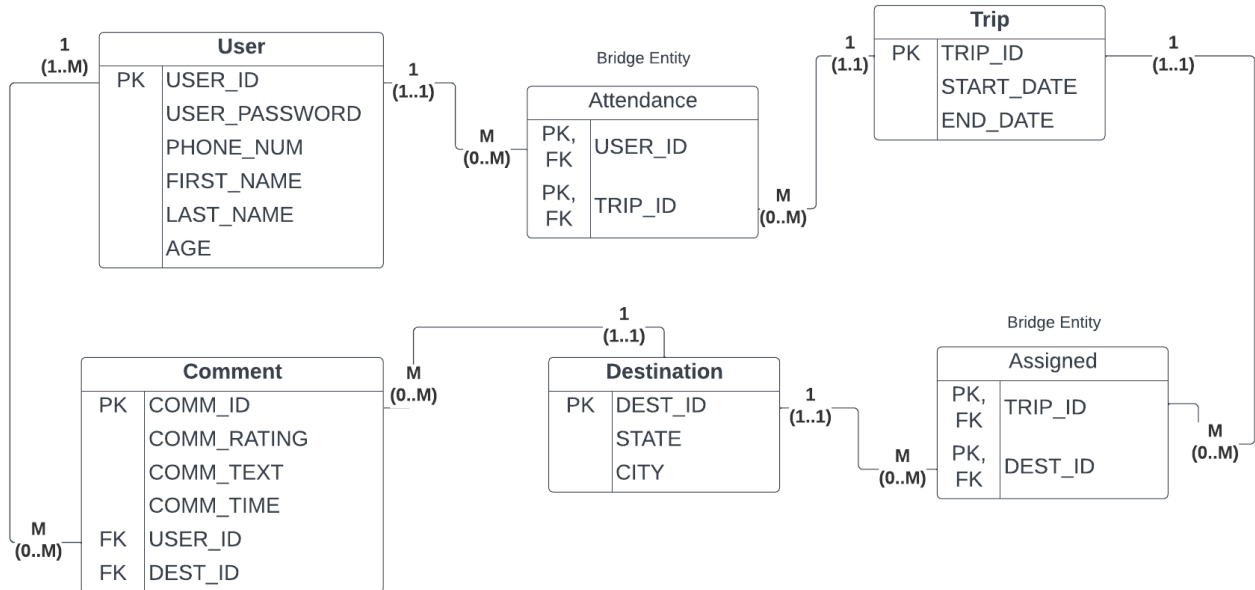 1
(1..M)
User
PK USER_ID
USER_PASSWORD
PHONE_NUM
FIRST_NAME
LAST_NAME
AGE
1
(1..1)
M
(0..M)
Bridge Entity
Attendance
PK, FK USER_ID
PK, FK TRIP_ID
M
(0..M)
1
(1..1)
Trip
PK TRIP_ID
START_DATE
END_DATE
1
(1..1)
Comment
PK COMM_ID
COMM_RATING
COMM_TEXT
COMM_TIME
FK USER_ID
FK DEST_ID
M
(0..M)
M
(0..M)
1
(1..1)
Destination
PK DEST_ID
STATE
CITY
1
(1..1)
M
(0..M)
Bridge Entity
Assigned
PK, FK TRIP_ID
PK, FK DEST_ID
M
(0..M)